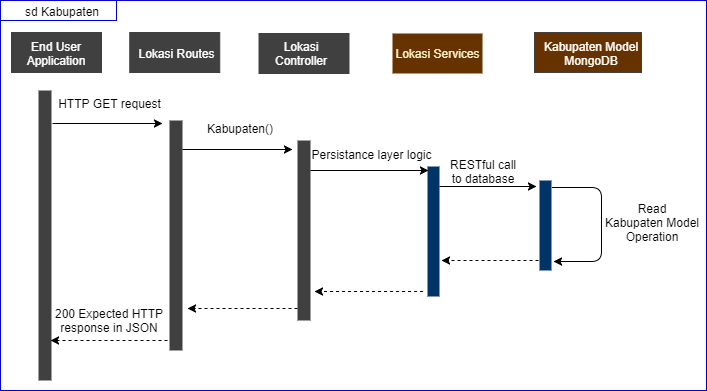 sd Kabupaten
End User
Application
Lokasi Routes
Lokasi
Controller
Lokasi Services
Kabupaten Model
MongoDB
HTTP GET request
Kabupaten()
Persistance layer logic
RESTful call
to database
Read
Kabupaten Model
Operation
200 Expected HTTP
response in JSON